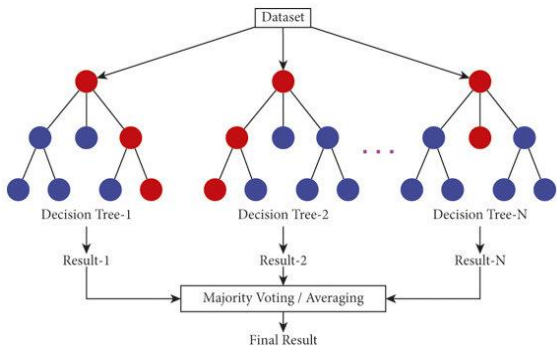 Dataset
. . .
Decision Tree-1
Decision Tree-2
Decision Tree-N
Result-1
Result-2
Result-N
Majority Voting / Averaging
Final Result